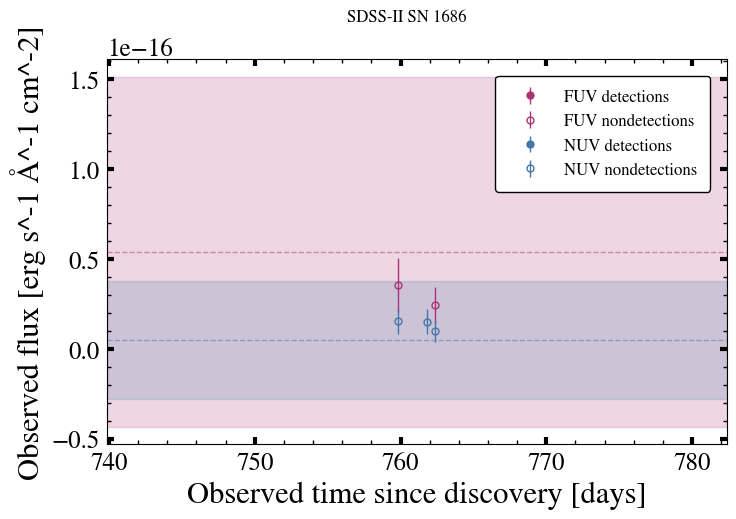 SDSS-II SN 1686
1e−16
Observed flux [erg s^-1 Å^-1 cm^-2]
1.5
1.0
0.5
0.0
−0.5
FUV detections
FUV nondetections
NUV detections
NUV nondetections
740 750 760 770 780
Observed time since discovery [days]